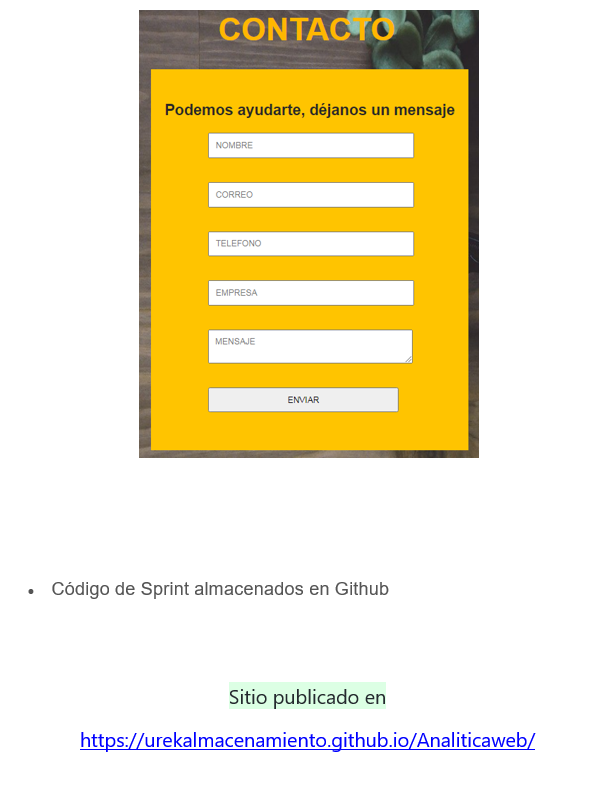 CONTACTO
Podemos ayudarte, déjanos un mensaje
NOMBRE
CORREO
TELEFONO
EMPRESA
MENSAJE
ENVIAR
• Código de Sprint almacenados en Github
Sitio publicado en
https://urekalmacenamiento.github.io/Analiticaweb/